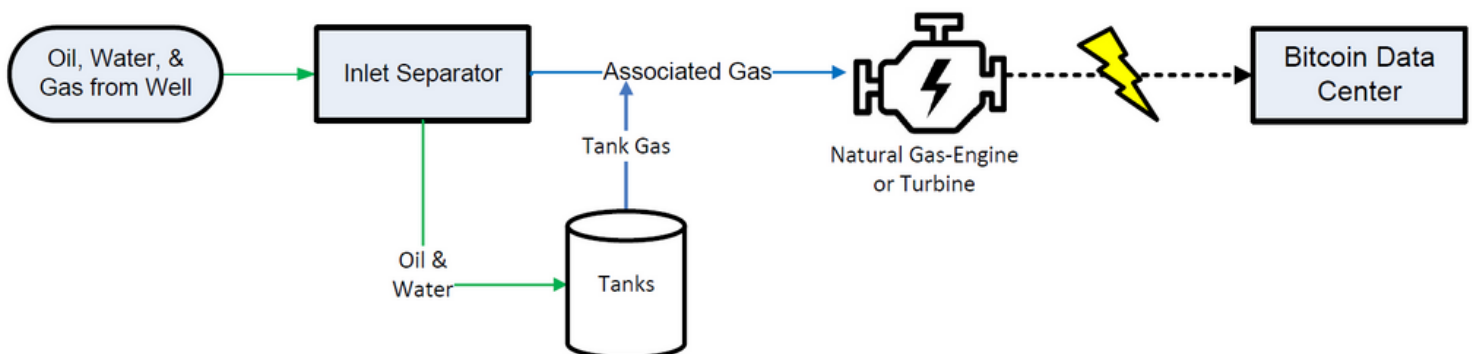 Oil, Water, &
Gas from Well
Inlet Separator
Associated Gas
Tank Gas
Oil &
Water
Tanks
Natural Gas-Engine
or Turbine
Bitcoin Data
Center